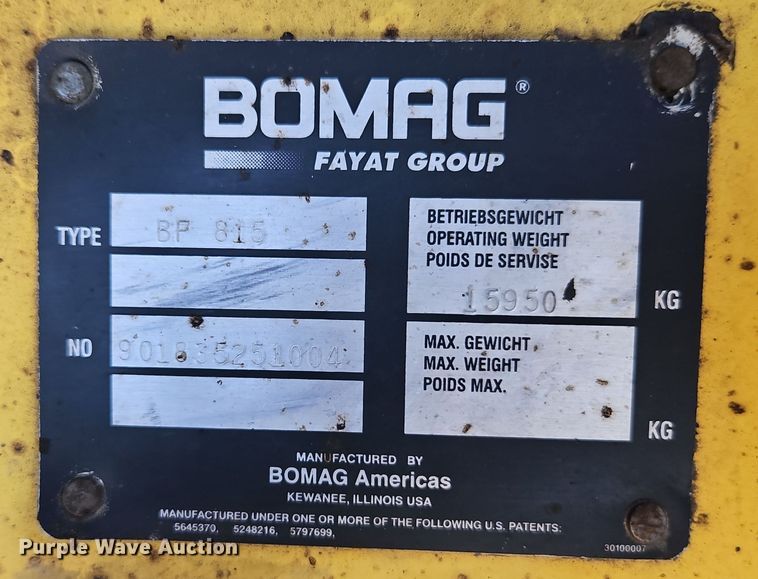 BOMAG®
FAYAT GROUP
TYPE BP 815
NO 901835251004
BETRIEBSGEWICHT
OPERATING WEIGHT
POIDS DE SERVISE
15950 KG
MAX. GEWICHT
MAX. WEIGHT
POIDS MAX.
KG
MANUFACTURED BY
BOMAG Americas
KEWANEE, ILLINOIS USA
MANUFACTURED UNDER ONE OR MORE OF THE FOLLOWING U.S. PATENTS:
5645370, 5248216, 5797699,
30100007
Purple Wave Auction